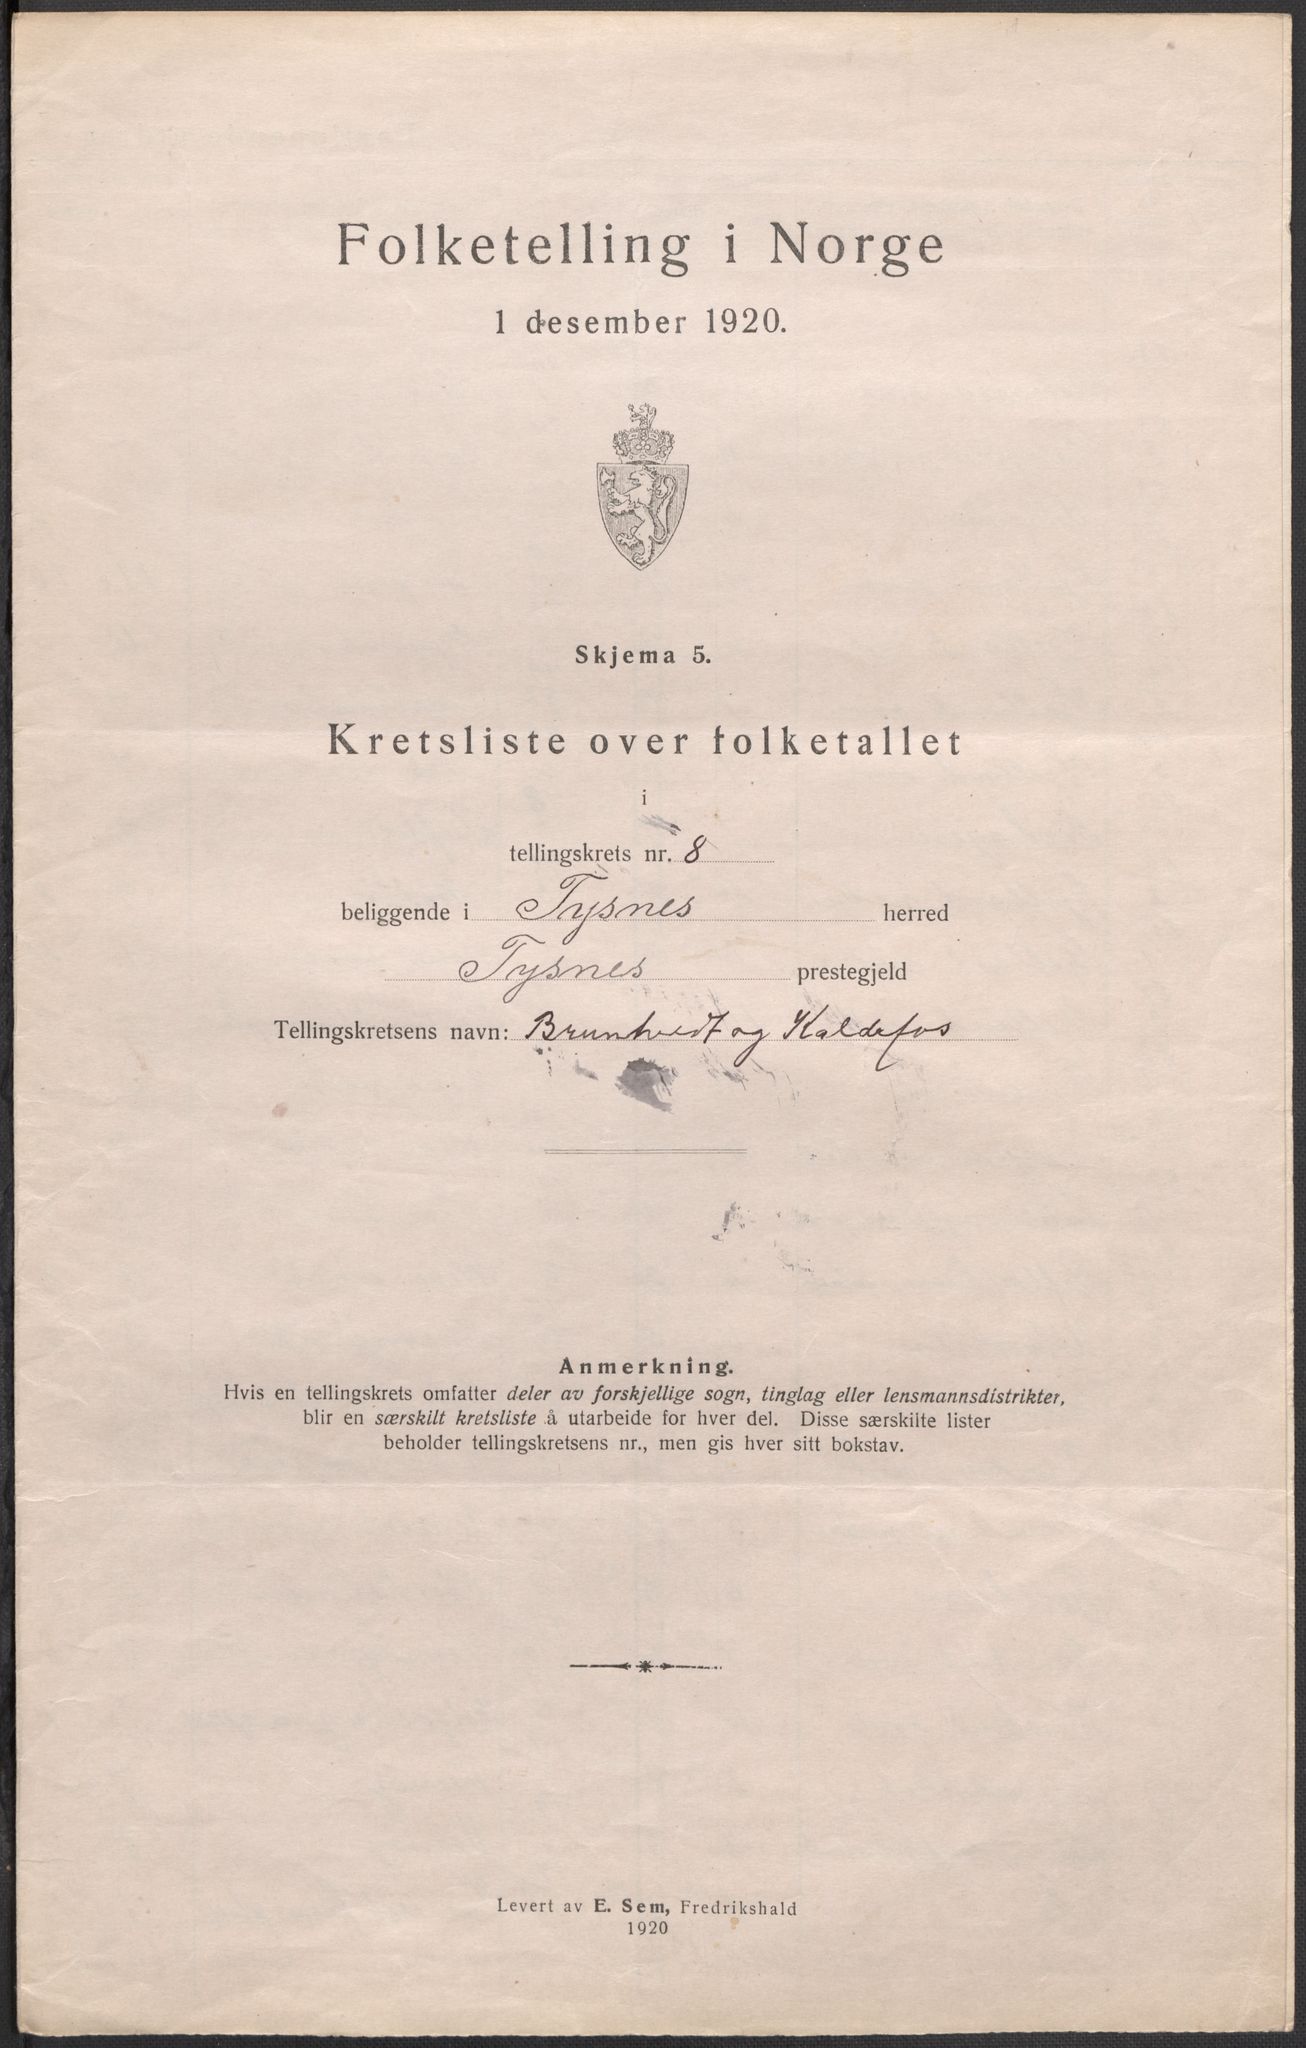 Folketelling i Norge
1 desember 1920.
Skjema 5.
Kretsliste over folketallet
i
tellingskrets nr. 8
beliggende i Tysnes herred
Tysnes prestegjeld
Tellingskretsens navn: Bruntveit og Kaldefos
Anmerkning.
Hvis en tellingskrets omfatter deler av forskjellige sogn, tinglag eller lensmannsdistrikter,
blir en særskilt kretsliste å utarbeide for hver del. Disse særskilte lister
beholder tellingskretsens nr., men gis hver sitt bokstav.
Levert av E. Sem, Fredrikshald
1920